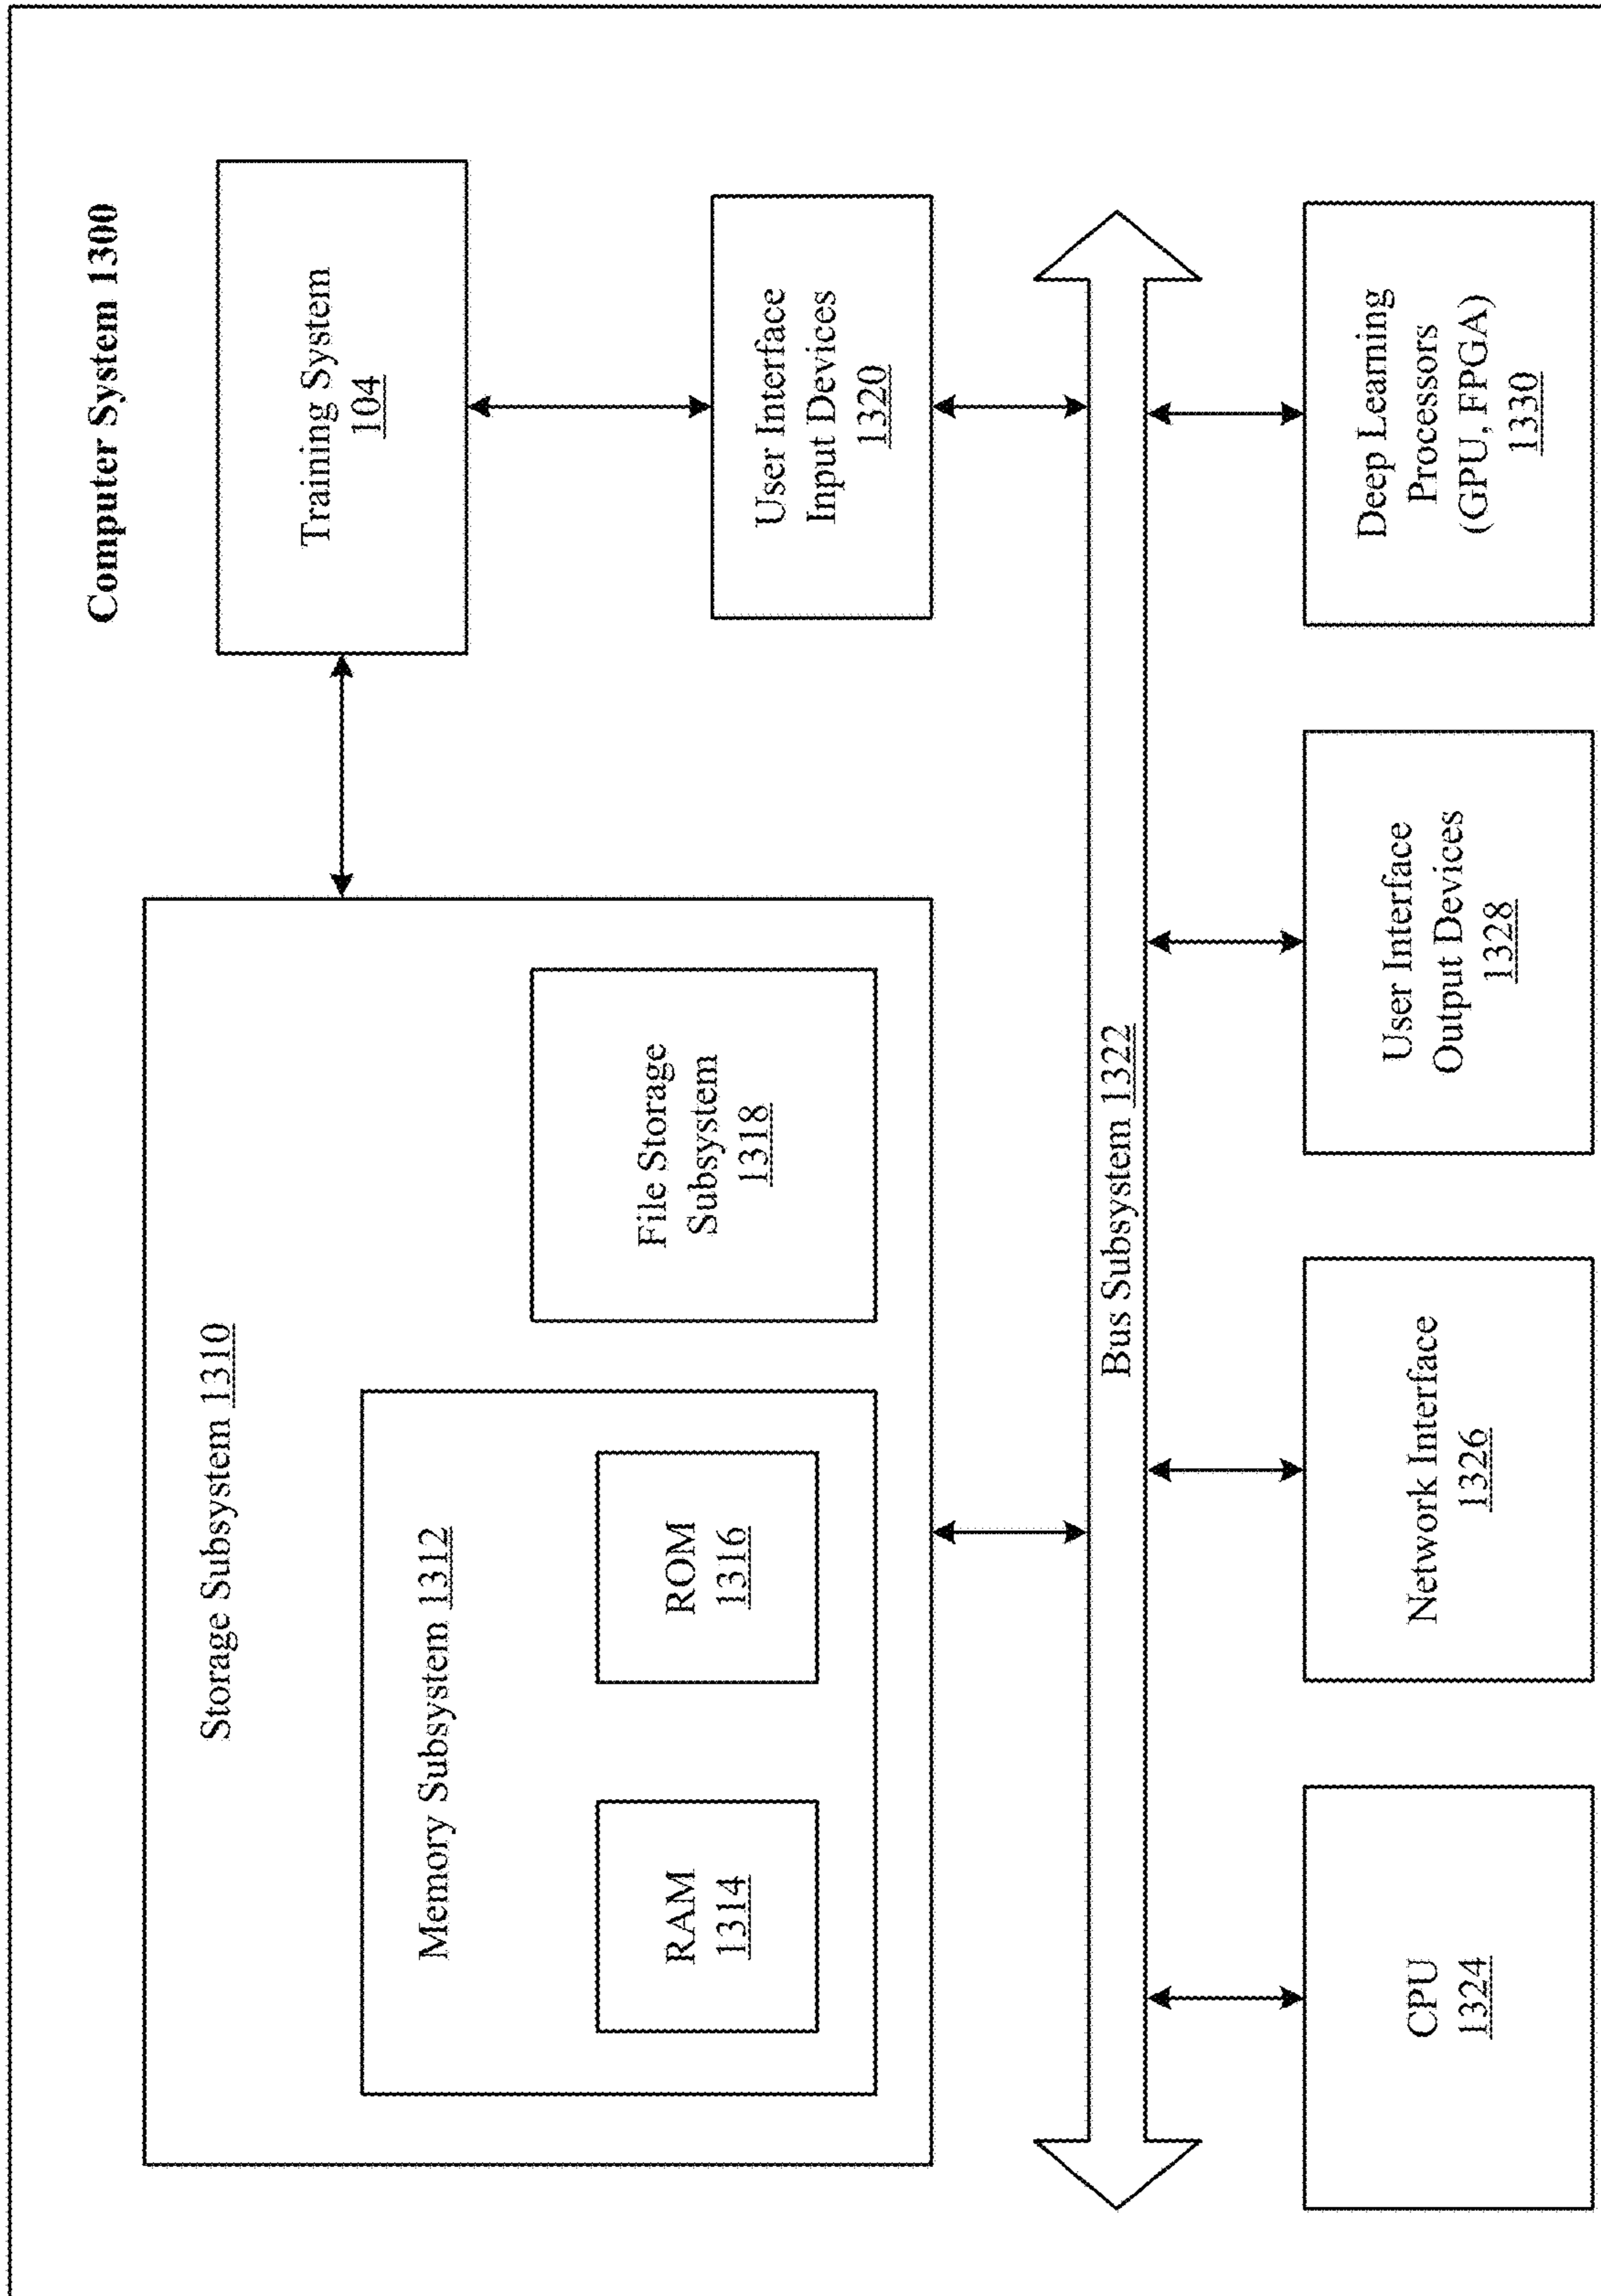 Computer System 1300
Storage Subsystem 1310
Memory Subsystem 1312
RAM
1314
ROM
1316
File Storage
Subsystem
1318
Training System
104
User Interface
Input Devices
1320
Bus Subsystem 1322
CPU
1324
Network Interface
1326
User Interface
Output Devices
1328
Deep Learning
Processors
(GPU, FPGA)
1330